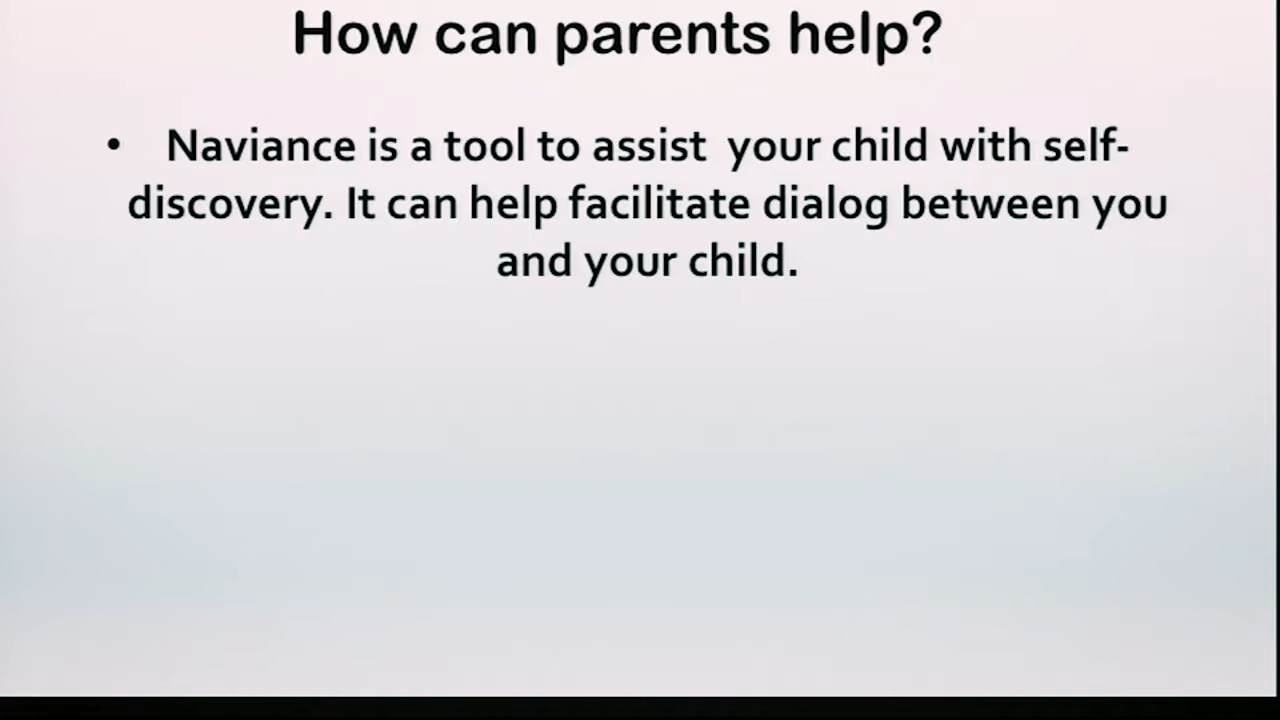 How can parents help?
• Naviance is a tool to assist  your child with self-
discovery. It can help facilitate dialog between you
and your child.